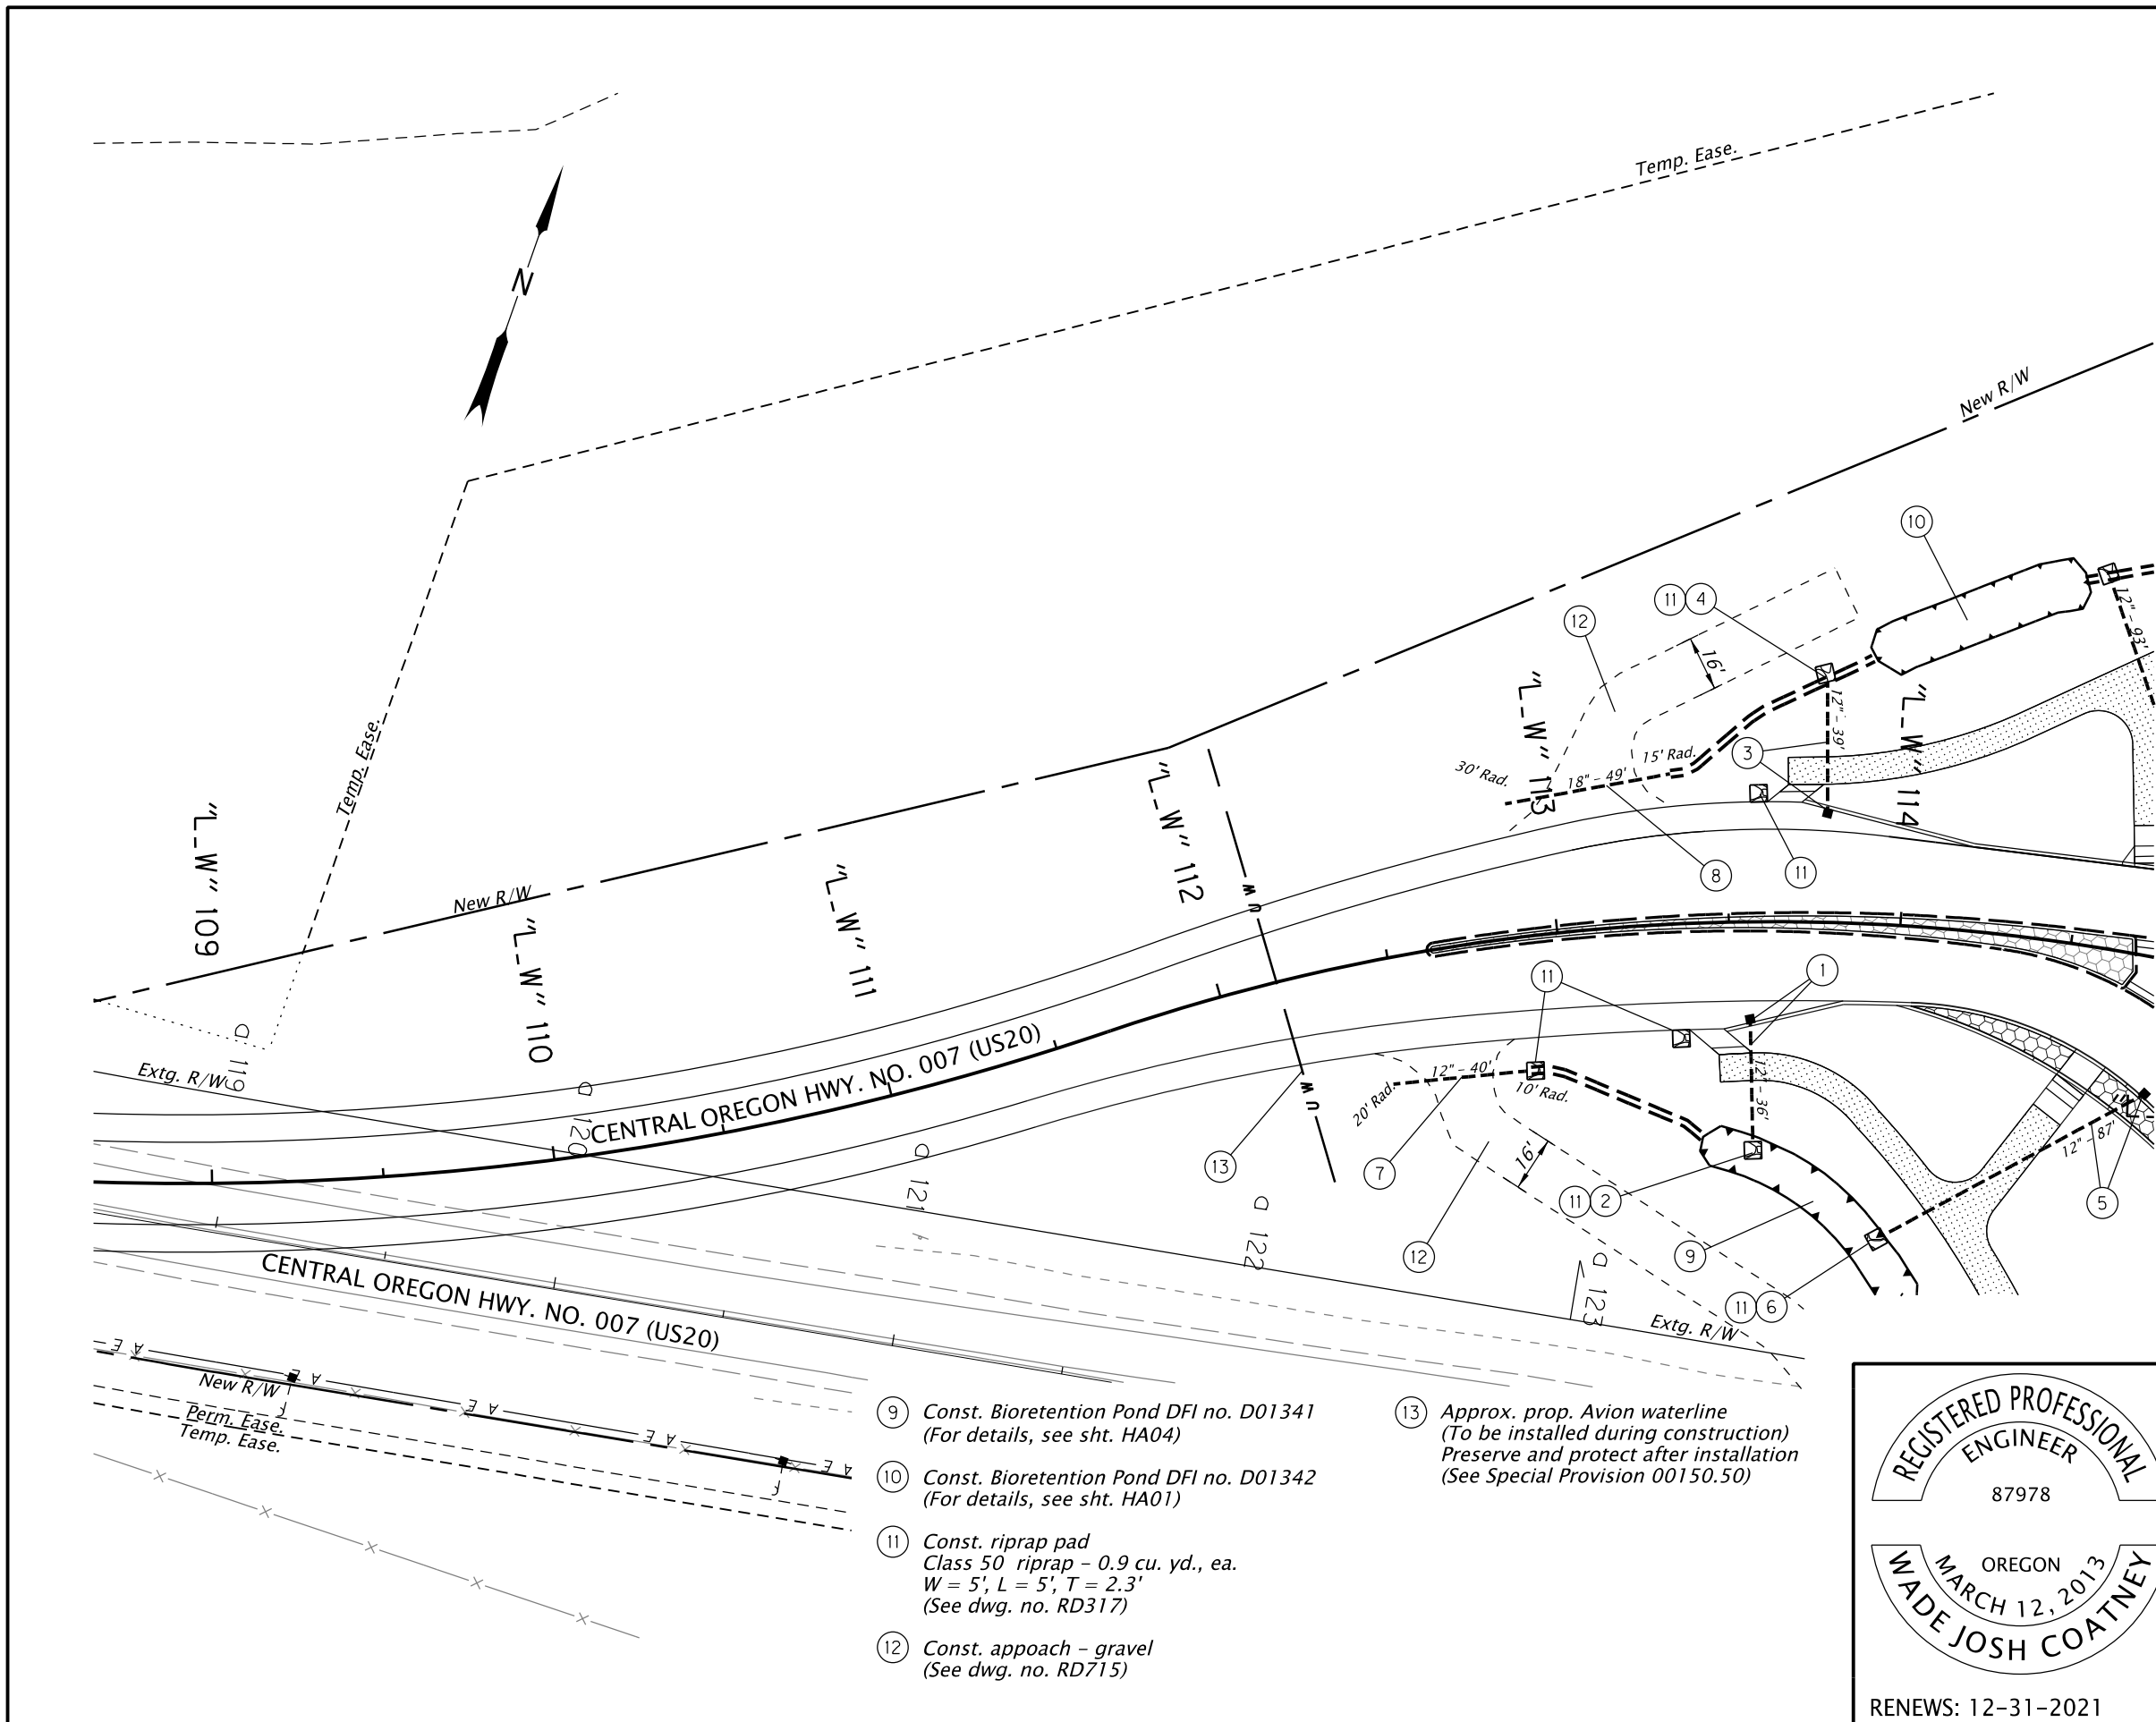 Temp. Ease.
N
New R/W
10
11 4
12
16'
12" - 93'
"L W" 113
"L W" 114
12" - 39'
3
15' Rad.
30' Rad.
18" - 49'
8
11
Temp. Ease.
"L W" 109
New R/W
"L W" 110
"L W" 111
"L W" 112
W
U
11
1
119
Extg. R/W
120
CENTRAL OREGON HWY. NO. 007 (US20)
W
U
12" - 40'
10' Rad.
20' Rad.
12" 36'
13
7
16'
11 2
12" - 87'
5
121
122
12
9
123
11 6
Extg. R/W
CENTRAL OREGON HWY. NO. 007 (US20)
A E
A E
A E
A E
A E
New R/W
Perm. Ease.
Temp. Ease.
9 Const. Bioretention Pond DFI no. D01341
(For details, see sht. HA04)
10 Const. Bioretention Pond DFI no. D01342
(For details, see sht. HA01)
11 Const. riprap pad
Class 50 riprap - 0.9 cu. yd., ea.
W = 5', L = 5', T = 2.3'
(See dwg. no. RD317)
12 Const. appoach - gravel
(See dwg. no. RD715)
13 Approx. prop. Avion waterline
(To be installed during construction)
Preserve and protect after installation
(See Special Provision 00150.50)
REGISTERED PROFESSIONAL
ENGINEER
87978
OREGON
MARCH 12, 2013
WADE JOSH COATNEY
RENEWS: 12-31-2021